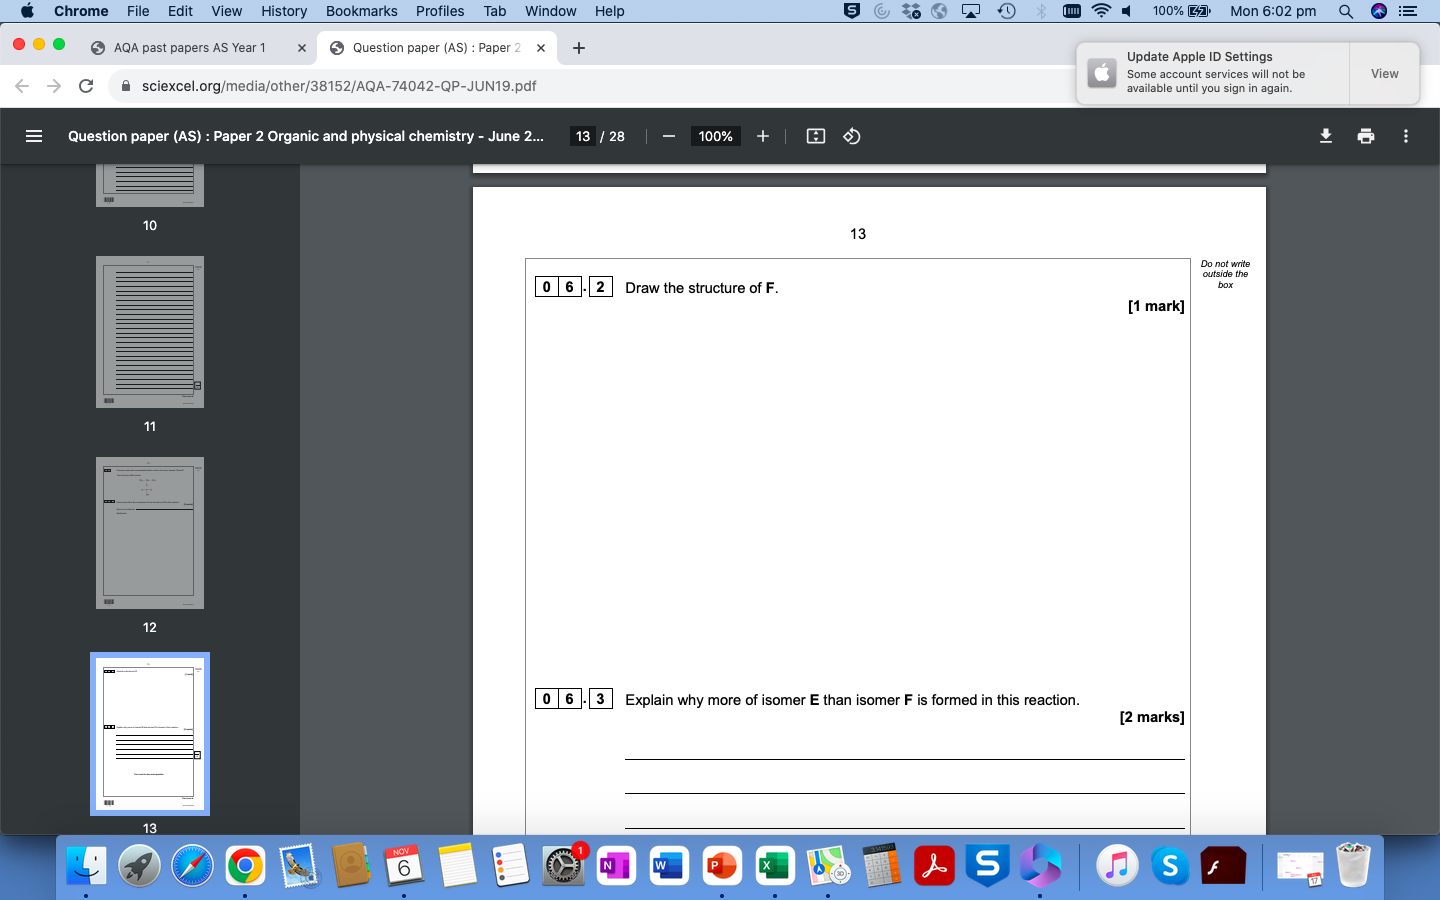 Chrome File Edit View History Bookmarks Profiles Tab Window Help 100% Mon 6:02 pm
AQA past papers AS Year 1
Question paper (AS) : Paper 2
Update Apple ID Settings
Some account services will not be
available until you sign in again.
View
sciexcel.org/media/other/38152/AQA-74042-QP-JUN19.pdf
Question paper (AS) : Paper 2 Organic and physical chemistry - June 2... 13 / 28 100%
10
11
12
13
13
Do not write
outside the
box
0 6 . 2 Draw the structure of F.
[1 mark]
0 6 . 3 Explain why more of isomer E than isomer F is formed in this reaction.
[2 marks]
NOV
6
1
N
W
P
X
3D
S
S
17